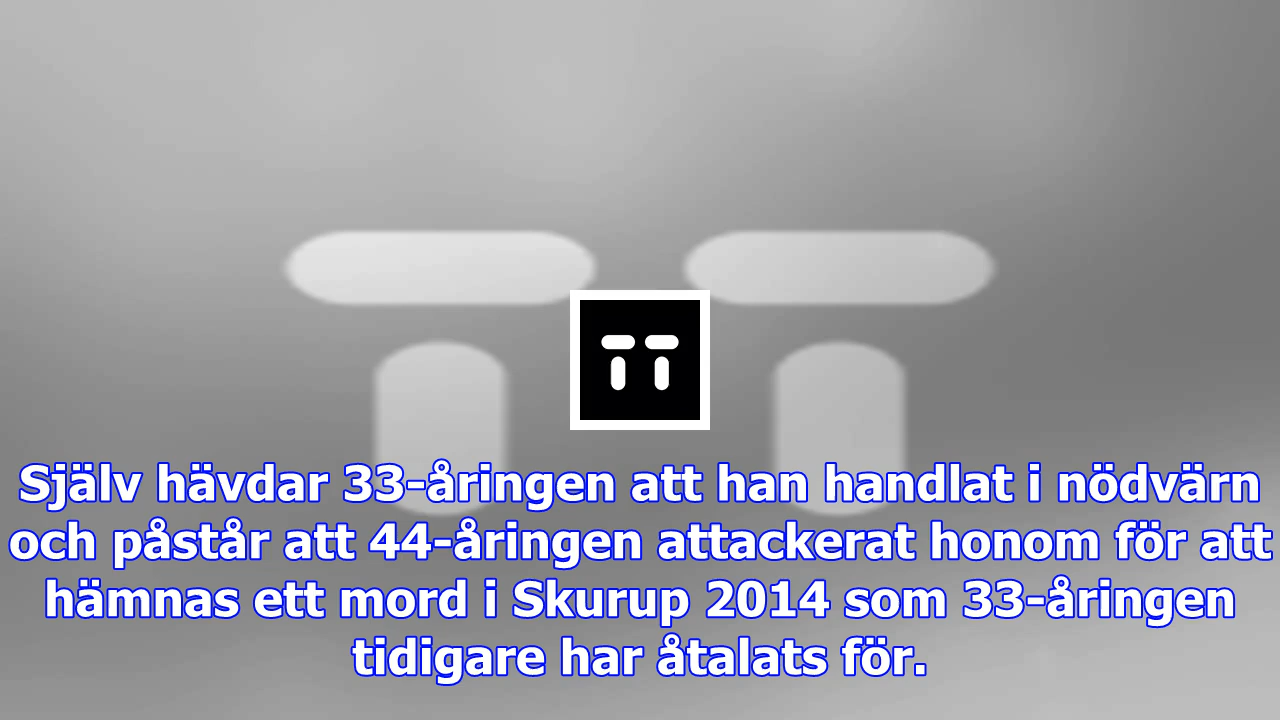 Själv hävdar 33-åringen att han handlat i nödvärn
och påstår att 44-åringen attackerat honom för att
hämnas ett mord i Skurup 2014 som 33-åringen
tidigare har åtalats för.